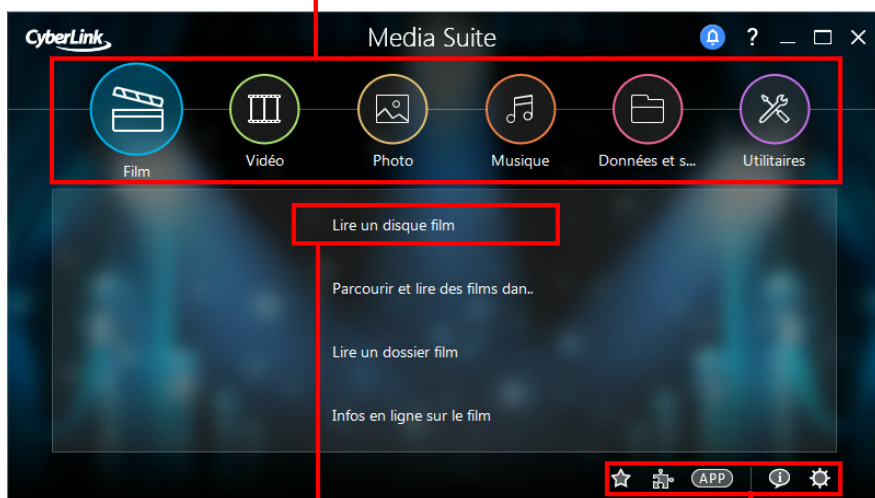 CyberLink
Media Suite
?
Film
Vidéo
Photo
Musique
Données et s...
Utilitaires
Lire un disque film
Parcourir et lire des films dan..
Lire un dossier film
Infos en ligne sur le film
APP